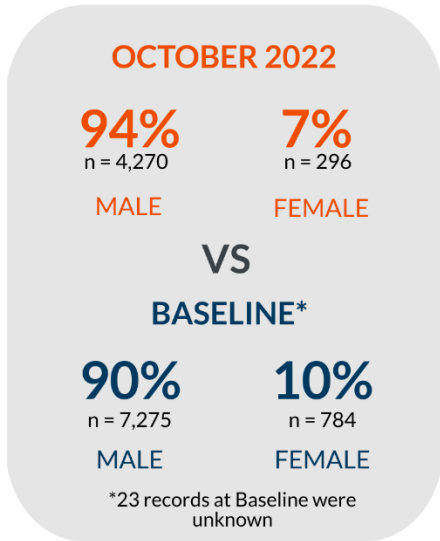 OCTOBER 2022
94% 7%
n = 4,270 n = 296
MALE FEMALE
VS
BASELINE*
90% 10%
n = 7,275 n = 784
MALE FEMALE
*23 records at Baseline were
unknown